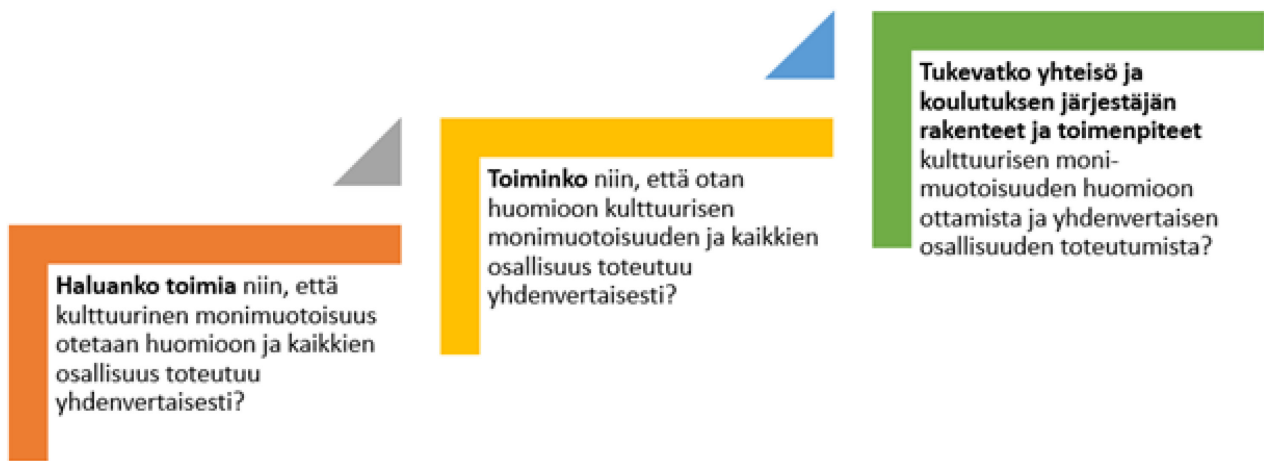 Haluanko toimia niin, että
kulttuurinen monimuotoisuus
otetaan huomioon ja kaikkien
osallisuus toteutuu
yhdenvertaisesti?
Toiminko niin, että otan
huomioon kulttuurisen
monimuotoisuuden ja kaikkien
osallisuus toteutuu
yhdenvertaisesti?
Tukevatko yhteisö ja
koulutuksen järjestäjän
rakenteet ja toimenpiteet
kulttuurisen moni-
muotoisuuden huomioon
ottamista ja yhdenvertaisen
osallisuuden toteutumista?